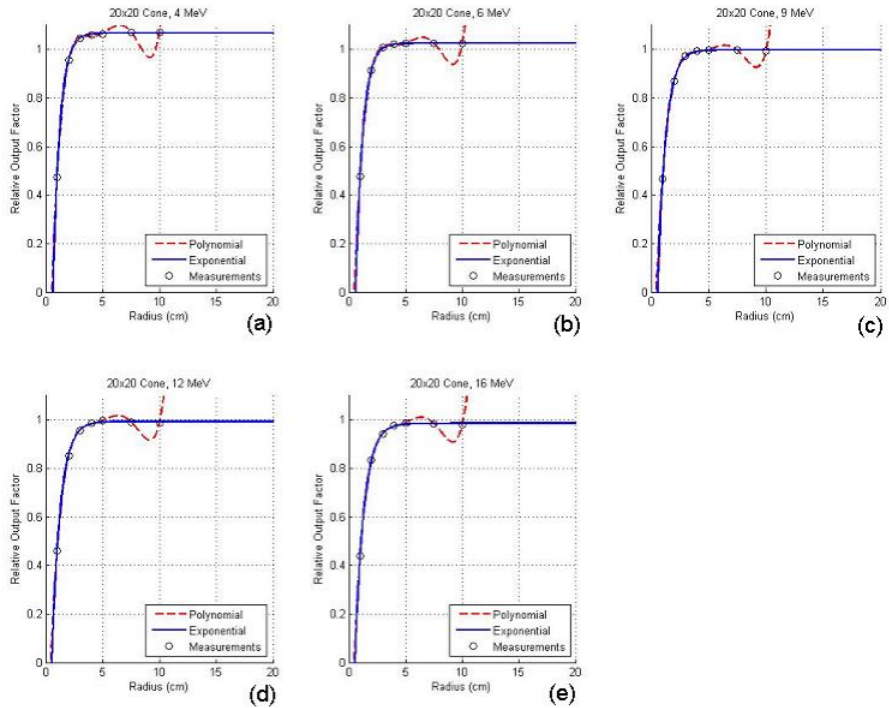 20x20 Cone, 4 MeV
Relative Output Factor
1
0.8
0.6
0.4
0.2
0
Polynomial
Exponential
Measurements
0 5 10 15 20
Radius (cm)
(a)
20x20 Cone, 6 MeV
Relative Output Factor
1
0.8
0.6
0.4
0.2
0
Polynomial
Exponential
Measurements
0 5 10 15 20
Radius (cm)
(b)
20x20 Cone, 9 MeV
Relative Output Factor
1
0.8
0.6
0.4
0.2
0
Polynomial
Exponential
Measurements
0 5 10 15 20
Radius (cm)
(c)
20x20 Cone, 12 MeV
Relative Output Factor
1
0.8
0.6
0.4
0.2
0
Polynomial
Exponential
Measurements
0 5 10 15 20
Radius (cm)
(d)
20x20 Cone, 16 MeV
Relative Output Factor
1
0.8
0.6
0.4
0.2
0
Polynomial
Exponential
Measurements
0 5 10 15 20
Radius (cm)
(e)